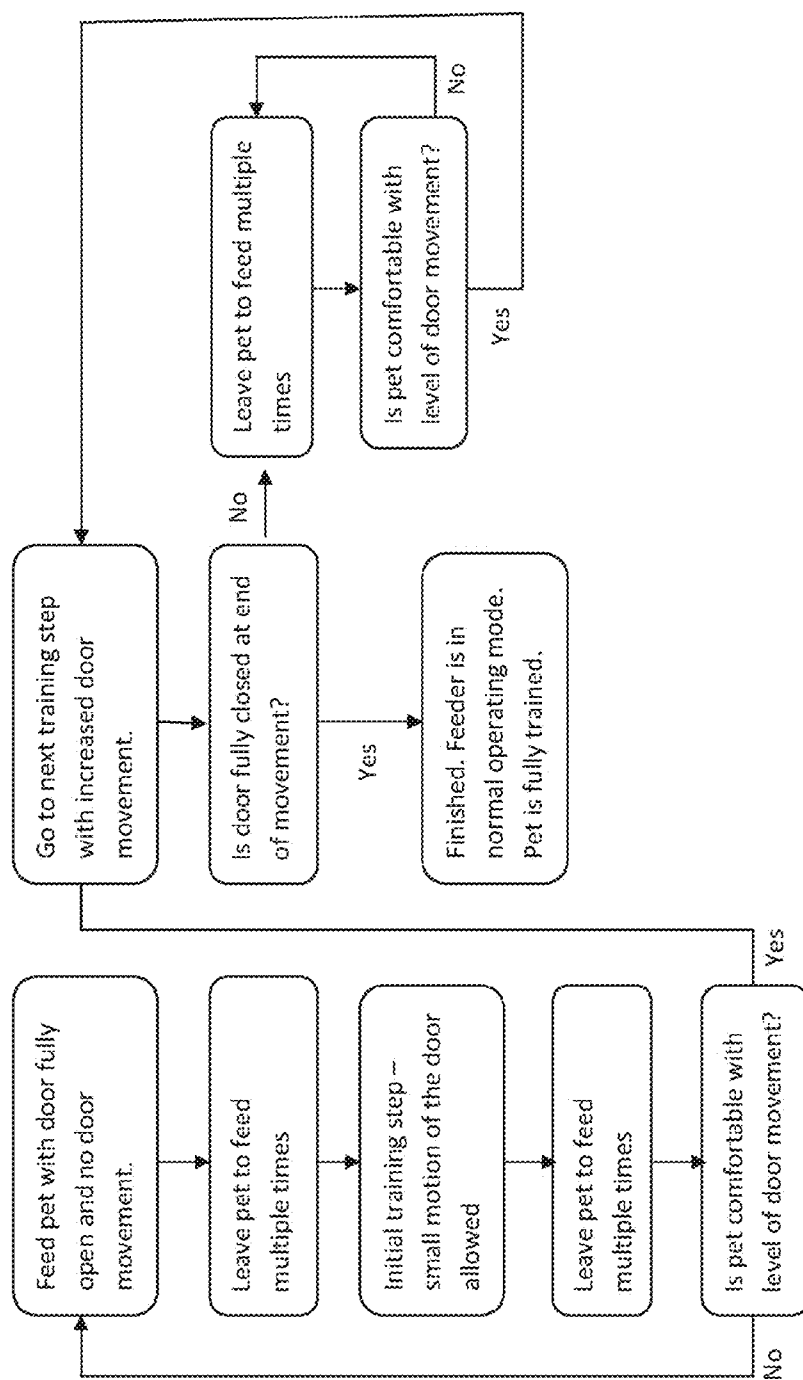 Feed pet with door fully
open and no door
movement.
Leave pet to feed
multiple times
Initial training step –
small motion of the door
allowed
Leave pet to feed
multiple times
Is pet comfortable with
level of door movement?
No
Yes
Go to next training step
with increased door
movement.
Is door fully closed at end
of movement?
No
Yes
Finished. Feeder is in
normal operating mode.
Pet is fully trained.
Leave pet to feed multiple
times
Is pet comfortable with
level of door movement?
No
Yes